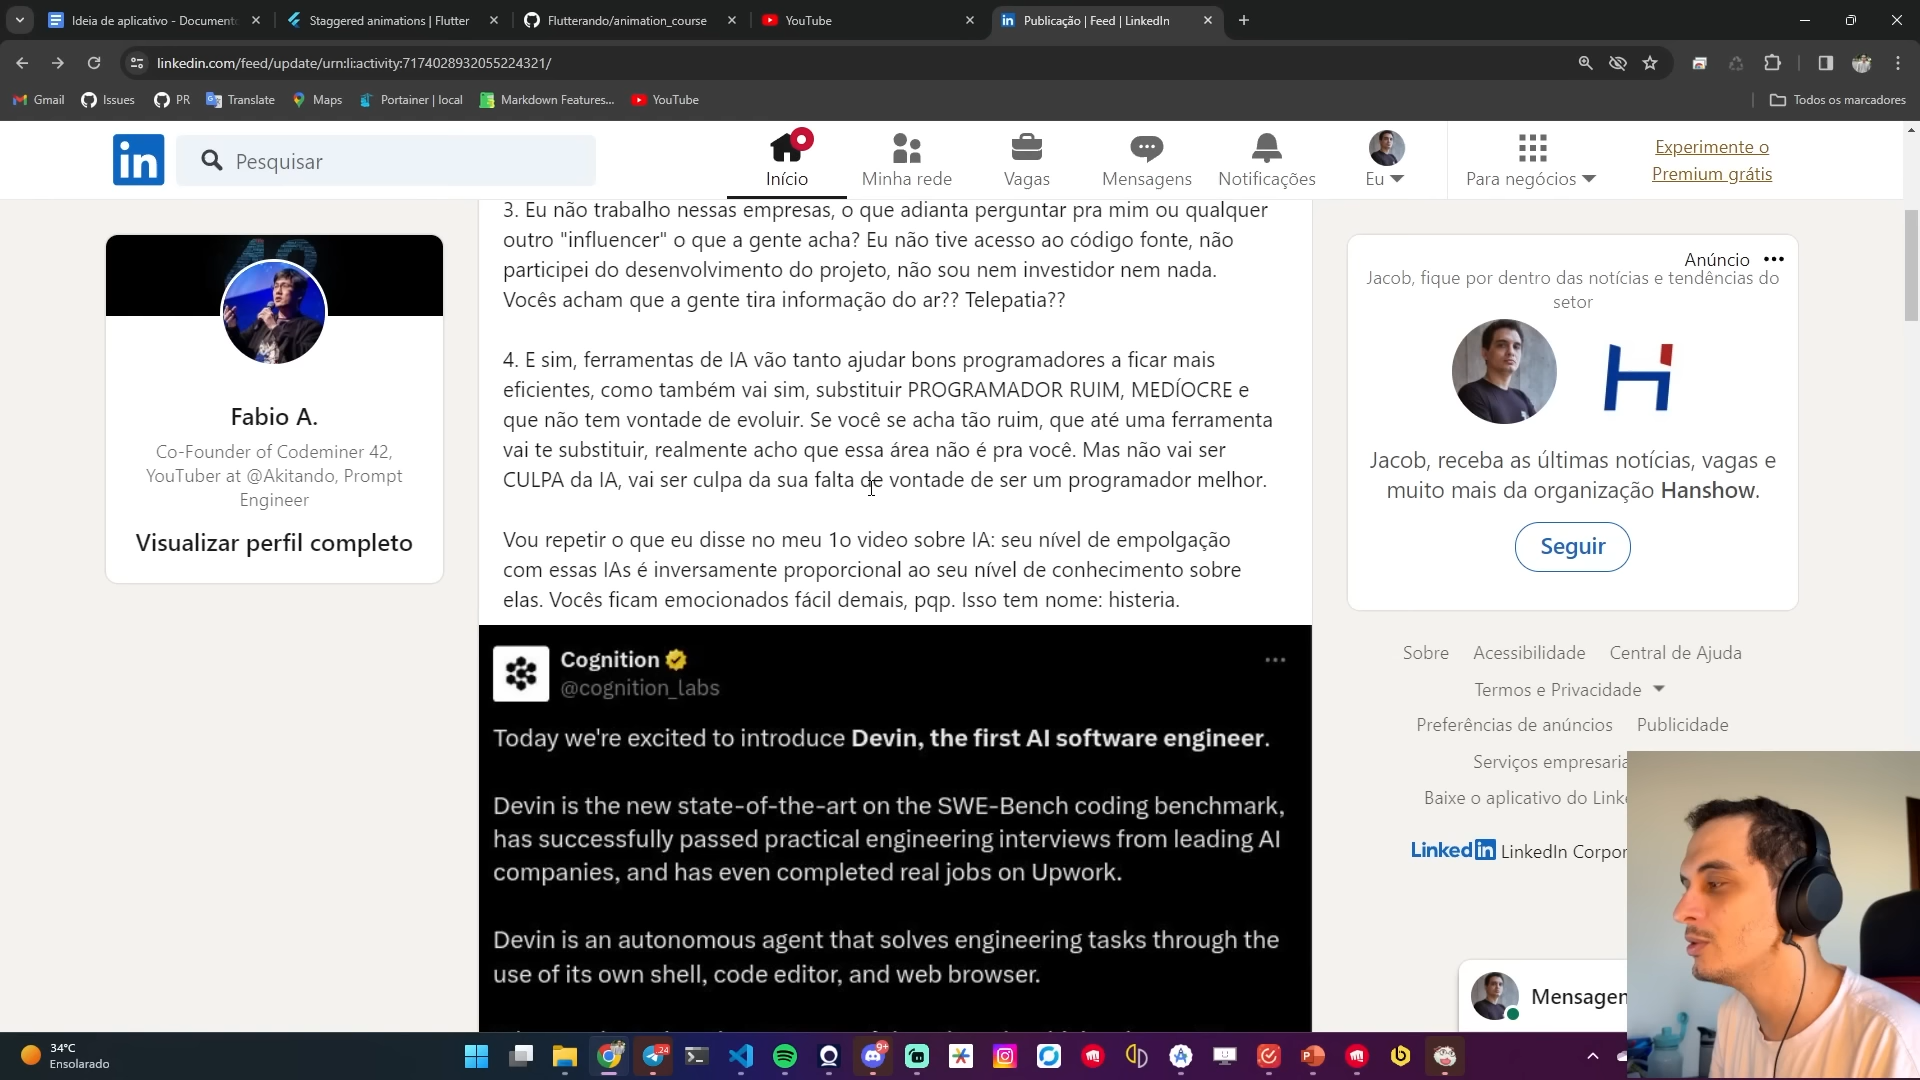 Ideia de aplicativo - Document
Staggered animations | Flutter
Flutterando/animation_course
YouTube
Publicação | Feed | LinkedIn
linkedin.com/feed/update/urn:li:activity:7174028932055224321/
Gmail
Issues
PR
Translate
Maps
Portainer | local
Markdown Features...
YouTube
Todos os marcadores
in
Pesquisar
Início
Minha rede
Vagas
Mensagens
Notificações
Eu
Para negócios
Experimente o
Premium grátis
Fabio A.
Co-Founder of Codeminer 42,
YouTuber at @Akitando, Prompt
Engineer
Visualizar perfil completo
3. Eu não trabalho nessas empresas, o que adianta perguntar pra mim ou qualquer
outro "influencer" o que a gente acha? Eu não tive acesso ao código fonte, não
participei do desenvolvimento do projeto, não sou nem investidor nem nada.
Vocês acham que a gente tira informação do ar?? Telepatia??
4. E sim, ferramentas de IA vão tanto ajudar bons programadores a ficar mais
eficientes, como também vai sim, substituir PROGRAMADOR RUIM, MEDÍOCRE e
que não tem vontade de evoluir. Se você se acha tão ruim, que até uma ferramenta
vai te substituir, realmente acho que essa área não é pra você. Mas não vai ser
CULPA da IA, vai ser culpa da sua falta de vontade de ser um programador melhor.
Vou repetir o que eu disse no meu 1o video sobre IA: seu nível de empolgação
com essas IAs é inversamente proporcional ao seu nível de conhecimento sobre
elas. Vocês ficam emocionados fácil demais, pqp. Isso tem nome: histeria.
Cognition
@cognition_labs
Today we're excited to introduce Devin, the first AI software engineer.
Devin is the new state-of-the-art on the SWE-Bench coding benchmark,
has successfully passed practical engineering interviews from leading AI
companies, and has even completed real jobs on Upwork.
Devin is an autonomous agent that solves engineering tasks through the
use of its own shell, code editor, and web browser.
Anúncio
Jacob, fique por dentro das notícias e tendências do
setor
Jacob, receba as últimas notícias, vagas e
muito mais da organização Hanshow.
Seguir
Sobre
Acessibilidade
Central de Ajuda
Termos e Privacidade
Preferências de anúncios
Publicidade
Serviços empresaria
Baixe o aplicativo do Linke
LinkedIn LinkedIn Corpor
Mensagen
34°C
Ensolarado
24
9+